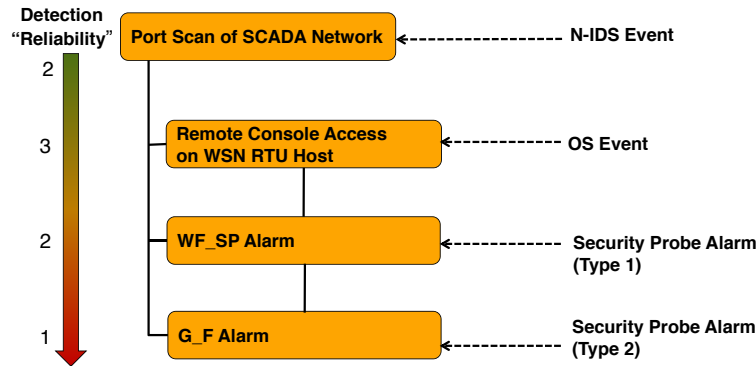 Detection
“Reliability”
2
3
2
1
Port Scan of SCADA Network
N-IDS Event
Remote Console Access
on WSN RTU Host
OS Event
WF_SP Alarm
Security Probe Alarm
(Type 1)
G_F Alarm
Security Probe Alarm
(Type 2)